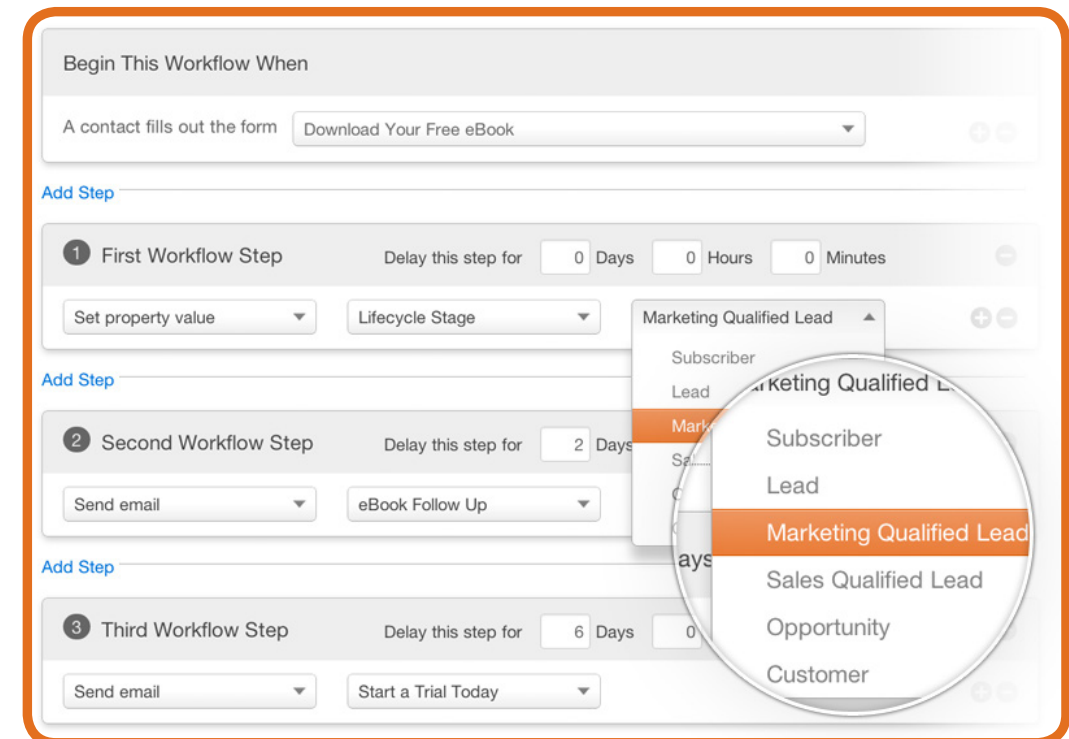 Begin This Workflow When
A contact fills out the form Download Your Free eBook
Add Step
1 First Workflow Step Delay this step for 0 Days 0 Hours 0 Minutes
Set property value Lifecycle Stage Marketing Qualified Lead
Subscriber
Lead
Add Step
2 Second Workflow Step Delay this step for 2 Days
Send email eBook Follow Up
Add Step
3 Third Workflow Step Delay this step for 6 Days 0
Send email Start a Trial Today
Qualified
Subscriber
Lead
Marketing Qualified Lead
Sales Qualified Lead
Opportunity
Customer